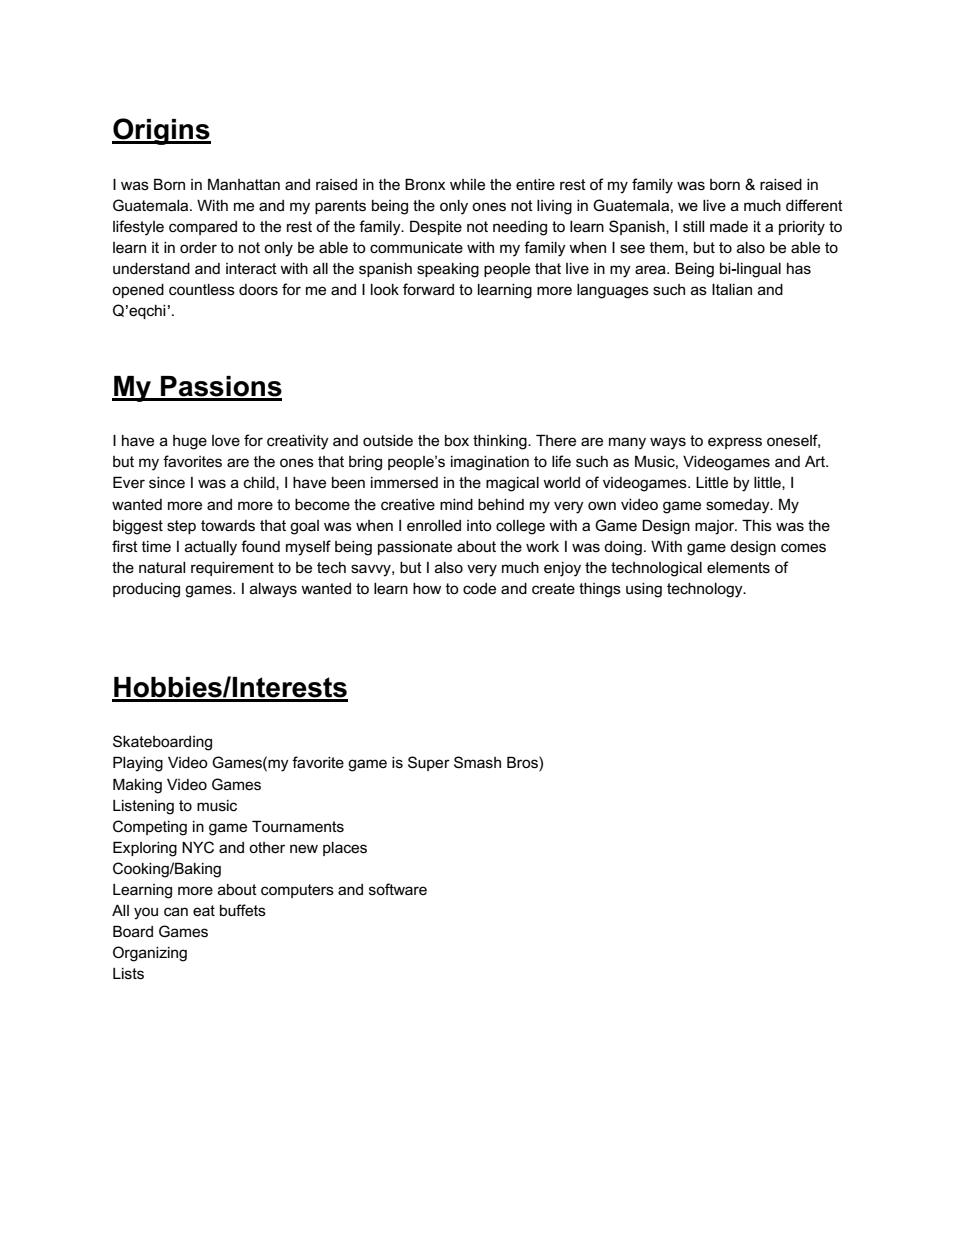 Origins
I was Born in Manhattan and raised in the Bronx while the entire rest of my family was born & raised in
Guatemala. With me and my parents being the only ones not living in Guatemala, we live a much different
lifestyle compared to the rest of the family. Despite not needing to learn Spanish, I still made it a priority to
learn it in order to not only be able to communicate with my family when I see them, but to also be able to
understand and interact with all the spanish speaking people that live in my area. Being bi-lingual has
opened countless doors for me and I look forward to learning more languages such as Italian and
Q’eqchi’.
My Passions
I have a huge love for creativity and outside the box thinking. There are many ways to express oneself,
but my favorites are the ones that bring people’s imagination to life such as Music, Videogames and Art.
Ever since I was a child, I have been immersed in the magical world of videogames. Little by little, I
wanted more and more to become the creative mind behind my very own video game someday. My
biggest step towards that goal was when I enrolled into college with a Game Design major. This was the
first time I actually found myself being passionate about the work I was doing. With game design comes
the natural requirement to be tech savvy, but I also very much enjoy the technological elements of
producing games. I always wanted to learn how to code and create things using technology.
Hobbies/Interests
Skateboarding
Playing Video Games(my favorite game is Super Smash Bros)
Making Video Games
Listening to music
Competing in game Tournaments
Exploring NYC and other new places
Cooking/Baking
Learning more about computers and software
All you can eat buffets
Board Games
Organizing
Lists